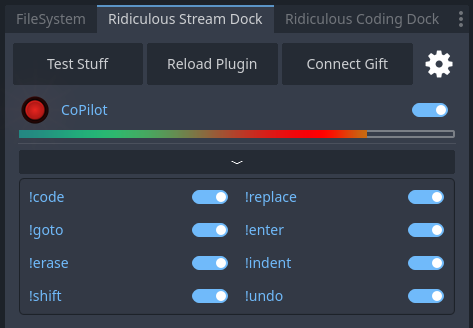 FileSystem Ridiculous Stream Dock Ridiculous Coding Dock
Test Stuff Reload Plugin Connect Gift
CoPilot
!code !replace
!goto !enter
!erase !indent
!shift !undo